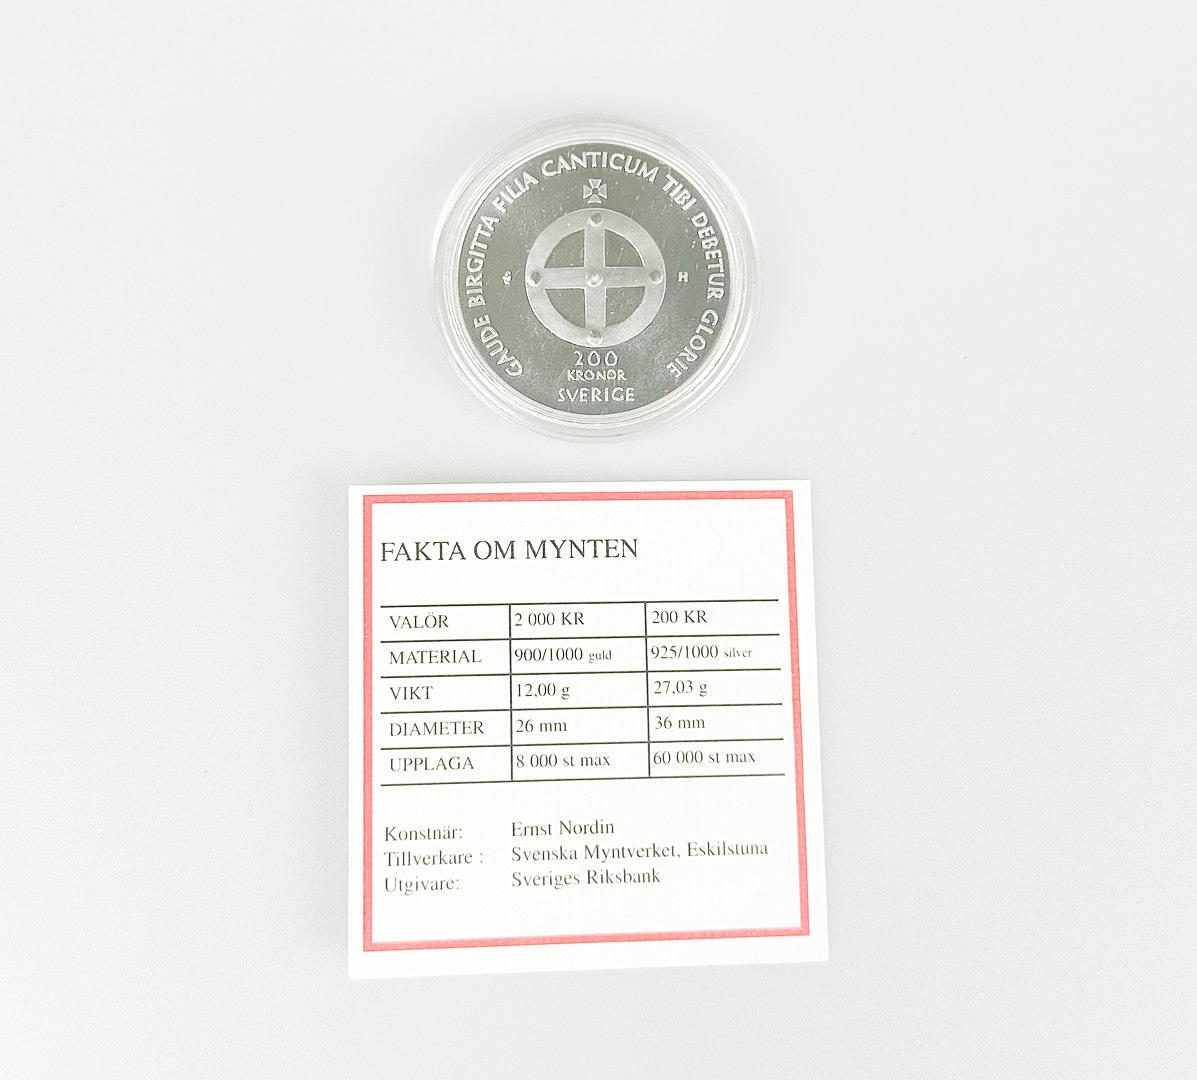 GAUDE BIRGITTA FILIA CANTICUM TIBI DEBETUR GLORIE
H
200
KRONOR
SVERIGE
FAKTA OM MYNTEN
VALÖR 2 000 KR 200 KR
MATERIAL 900/1000 guld 925/1000 silver
VIKT 12,00 g 27,03 g
DIAMETER 26 mm 36 mm
UPPLAGA 8 000 st max 60 000 st max
Konstnär: Ernst Nordin
Tillverkare : Svenska Myntverket, Eskilstuna
Utgivare: Sveriges Riksbank